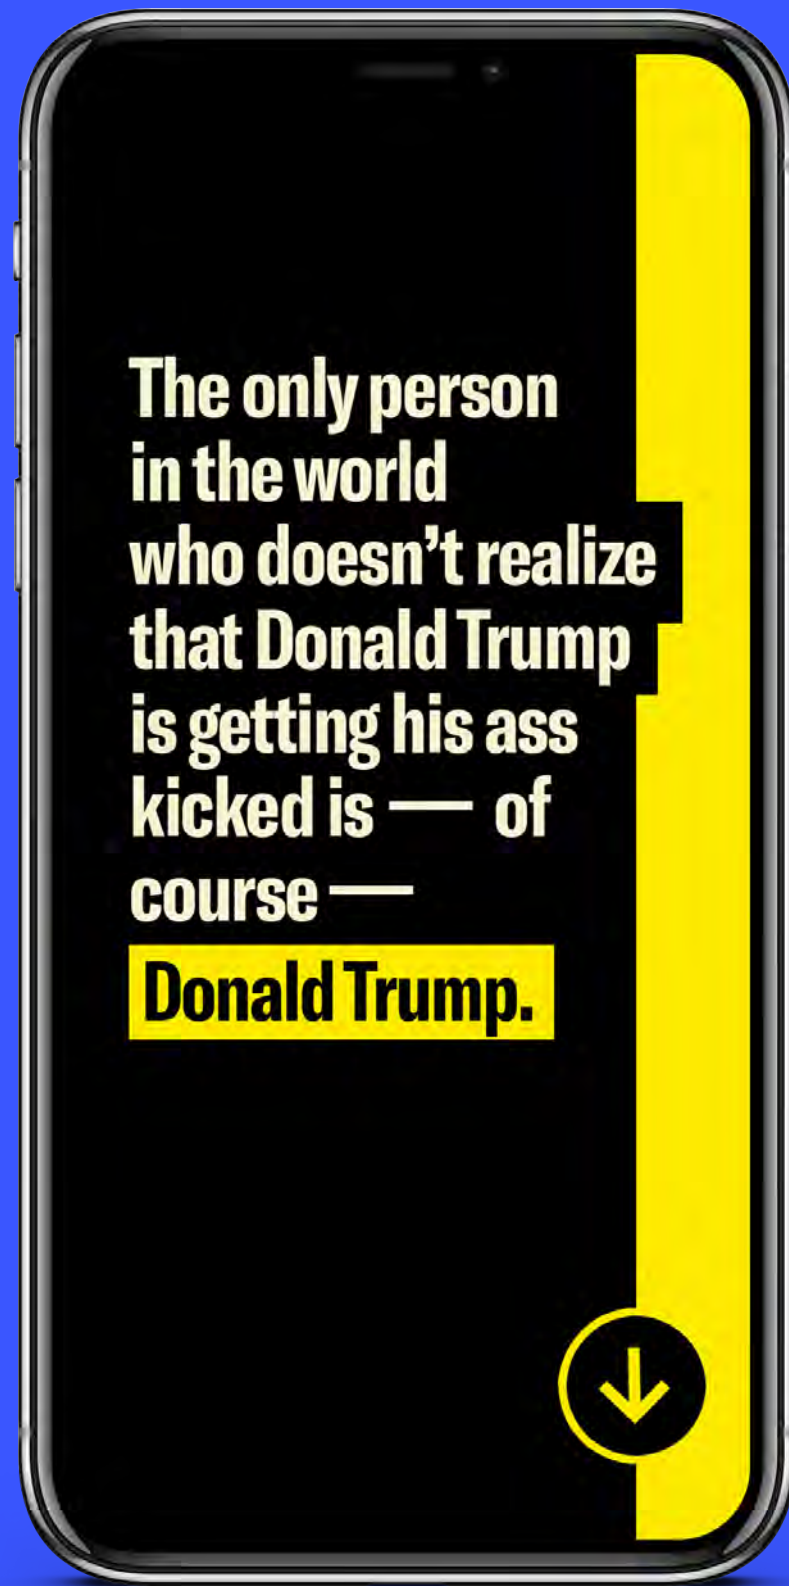 The only person
in the world
who doesn’t realize
that Donald Trump
is getting his ass
kicked is — of
course —
Donald Trump.